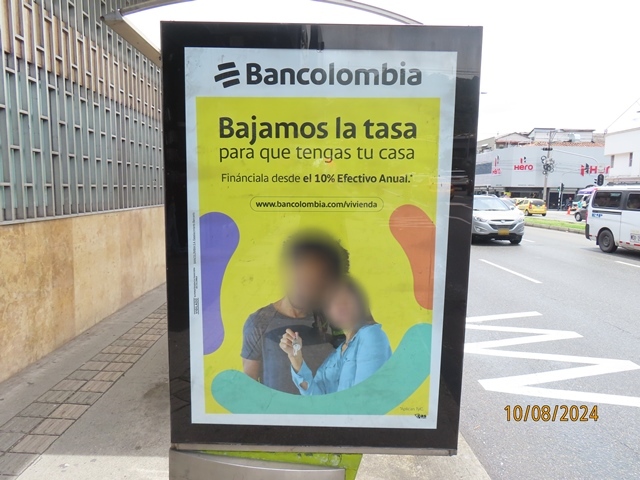 Bancolombia
Bajamos la tasa
para que tengas tu casa
Finánciala desde el 10% Efectivo Anual.*
www.bancolombia.com/vivienda
Hero
10/08/2024